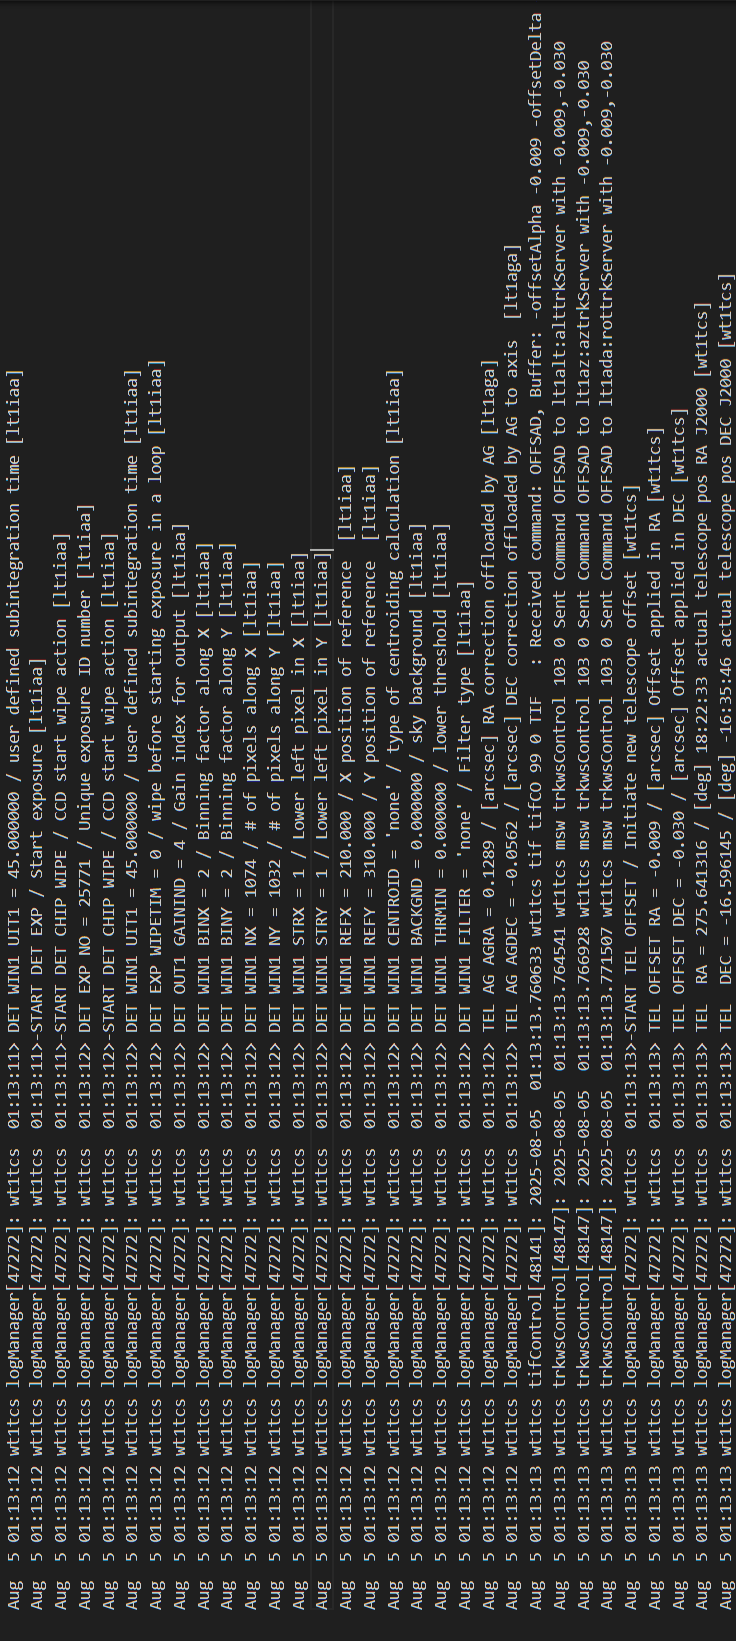 Aug  5 01:13:12 wt1tcs logManager[47272]: wt1tcs  01:13:11> DET WIN1 UIT1 = 45.000000 / user defined subintegration time [lt1iaa]
Aug  5 01:13:12 wt1tcs logManager[47272]: wt1tcs  01:13:11>-START DET EXP / Start exposure [lt1iaa]
Aug  5 01:13:12 wt1tcs logManager[47272]: wt1tcs  01:13:11>-START DET CHIP WIPE / CCD start wipe action [lt1iaa]
Aug  5 01:13:12 wt1tcs logManager[47272]: wt1tcs  01:13:12> DET EXP NO = 25771 / Unique exposure ID number [lt1iaa]
Aug  5 01:13:12 wt1tcs logManager[47272]: wt1tcs  01:13:12>-START DET CHIP WIPE / CCD start wipe action [lt1iaa]
Aug  5 01:13:12 wt1tcs logManager[47272]: wt1tcs  01:13:12> DET WIN1 UIT1 = 45.000000 / user defined subintegration time [lt1iaa]
Aug  5 01:13:12 wt1tcs logManager[47272]: wt1tcs  01:13:12> DET EXP WIPETIM = 0 / wipe before starting exposure in a loop [lt1iaa]
Aug  5 01:13:12 wt1tcs logManager[47272]: wt1tcs  01:13:12> DET OUT1 GAININD = 4 / Gain index for output [lt1iaa]
Aug  5 01:13:12 wt1tcs logManager[47272]: wt1tcs  01:13:12> DET WIN1 BINX = 2 / Binning factor along X [lt1iaa]
Aug  5 01:13:12 wt1tcs logManager[47272]: wt1tcs  01:13:12> DET WIN1 BINY = 2 / Binning factor along Y [lt1iaa]
Aug  5 01:13:12 wt1tcs logManager[47272]: wt1tcs  01:13:12> DET WIN1 NX = 1074 / # of pixels along X [lt1iaa]
Aug  5 01:13:12 wt1tcs logManager[47272]: wt1tcs  01:13:12> DET WIN1 NY = 1032 / # of pixels along Y [lt1iaa]
Aug  5 01:13:12 wt1tcs logManager[47272]: wt1tcs  01:13:12> DET WIN1 STRX = 1 / Lower left pixel in X [lt1iaa]
Aug  5 01:13:12 wt1tcs logManager[47272]: wt1tcs  01:13:12> DET WIN1 STRY = 1 / Lower left pixel in Y [lt1iaa]
Aug  5 01:13:12 wt1tcs logManager[47272]: wt1tcs  01:13:12> DET WIN1 REFX = 210.000 / X position of reference  [lt1iaa]
Aug  5 01:13:12 wt1tcs logManager[47272]: wt1tcs  01:13:12> DET WIN1 REFY = 310.000 / Y position of reference  [lt1iaa]
Aug  5 01:13:12 wt1tcs logManager[47272]: wt1tcs  01:13:12> DET WIN1 CENTROID = 'none' / type of centroiding calculation [lt1iaa]
Aug  5 01:13:12 wt1tcs logManager[47272]: wt1tcs  01:13:12> DET WIN1 BACKGND = 0.000000 / sky background [lt1iaa]
Aug  5 01:13:12 wt1tcs logManager[47272]: wt1tcs  01:13:12> DET WIN1 THRMIN = 0.000000 / lower threshold [lt1iaa]
Aug  5 01:13:12 wt1tcs logManager[47272]: wt1tcs  01:13:12> DET WIN1 FILTER = 'none' / Filter type [lt1iaa]
Aug  5 01:13:12 wt1tcs logManager[47272]: wt1tcs  01:13:12> TEL AG AGRA = 0.1289 / [arcsec] RA correction offloaded by AG [lt1aga]
Aug  5 01:13:12 wt1tcs logManager[47272]: wt1tcs  01:13:12> TEL AG AGDEC = -0.0562 / [arcsec] DEC correction offloaded by AG to axis  [lt1aga]
Aug  5 01:13:13 wt1tcs tifControl[48141]: 2025-08-05  01:13:13.760633 wt1tcs tif tifCO 99 0 TIF   : Received command: OFFSAD, Buffer: -offsetAlpha -0.009 -offsetDelta
Aug  5 01:13:13 wt1tcs trkwsControl[48147]: 2025-08-05  01:13:13.764541 wt1tcs msw trkwsControl 103 0 Sent Command OFFSAD to lt1alt:alttrkServer with -0.009,-0.030
Aug  5 01:13:13 wt1tcs trkwsControl[48147]: 2025-08-05  01:13:13.766928 wt1tcs msw trkwsControl 103 0 Sent Command OFFSAD to lt1az:aztrkServer with -0.009,-0.030
Aug  5 01:13:13 wt1tcs trkwsControl[48147]: 2025-08-05  01:13:13.771507 wt1tcs msw trkwsControl 103 0 Sent Command OFFSAD to lt1ada:rottrkServer with -0.009,-0.030
Aug  5 01:13:13 wt1tcs logManager[47272]: wt1tcs  01:13:13>-START TEL OFFSET / Initiate new telescope offset [wt1tcs]
Aug  5 01:13:13 wt1tcs logManager[47272]: wt1tcs  01:13:13> TEL OFFSET RA = -0.009 / [arcsec] Offset applied in RA [wt1tcs]
Aug  5 01:13:13 wt1tcs logManager[47272]: wt1tcs  01:13:13> TEL OFFSET DEC = -0.030 / [arcsec] Offset applied in DEC [wt1tcs]
Aug  5 01:13:13 wt1tcs logManager[47272]: wt1tcs  01:13:13> TEL  RA = 275.641316 / [deg] 18:22:33 actual telescope pos RA J2000 [wt1tcs]
Aug  5 01:13:13 wt1tcs logManager[47272]: wt1tcs  01:13:13> TEL  DEC = -16.596145 / [deg] -16:35:46 actual telescope pos DEC J2000 [wt1tcs]